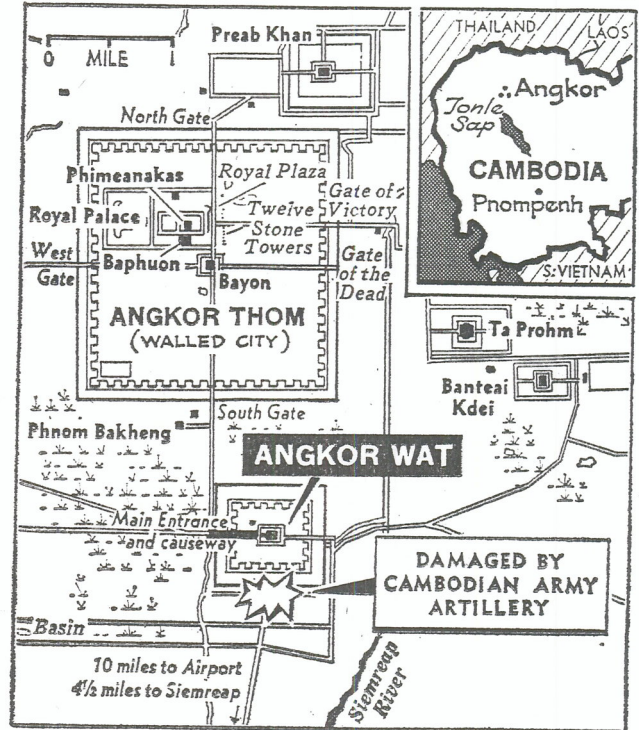 0 MILE 1
Preab Khan
North Gate
THAILAND
LAOS
Angkor
Tonle
Sap
CAMBODIA
Pnompenh
S.VIETNAM
Phimeanakas
Royal Plaza
Royal Palace
Twelve
Stone
Towers
Gate of
Victory
West
Gate
Baphuon
Bayon
Gate
of the
Dead
ANGKOR THOM
(WALLED CITY)
Ta Prohm
Banteai
Kdei
South Gate
Phnom Bakheng
ANGKOR WAT
Main Entrance
and causeway
DAMAGED BY
CAMBODIAN ARMY
ARTILLERY
Basin
10 miles to Airport
4½ miles to Siemreap
Siemreap
River